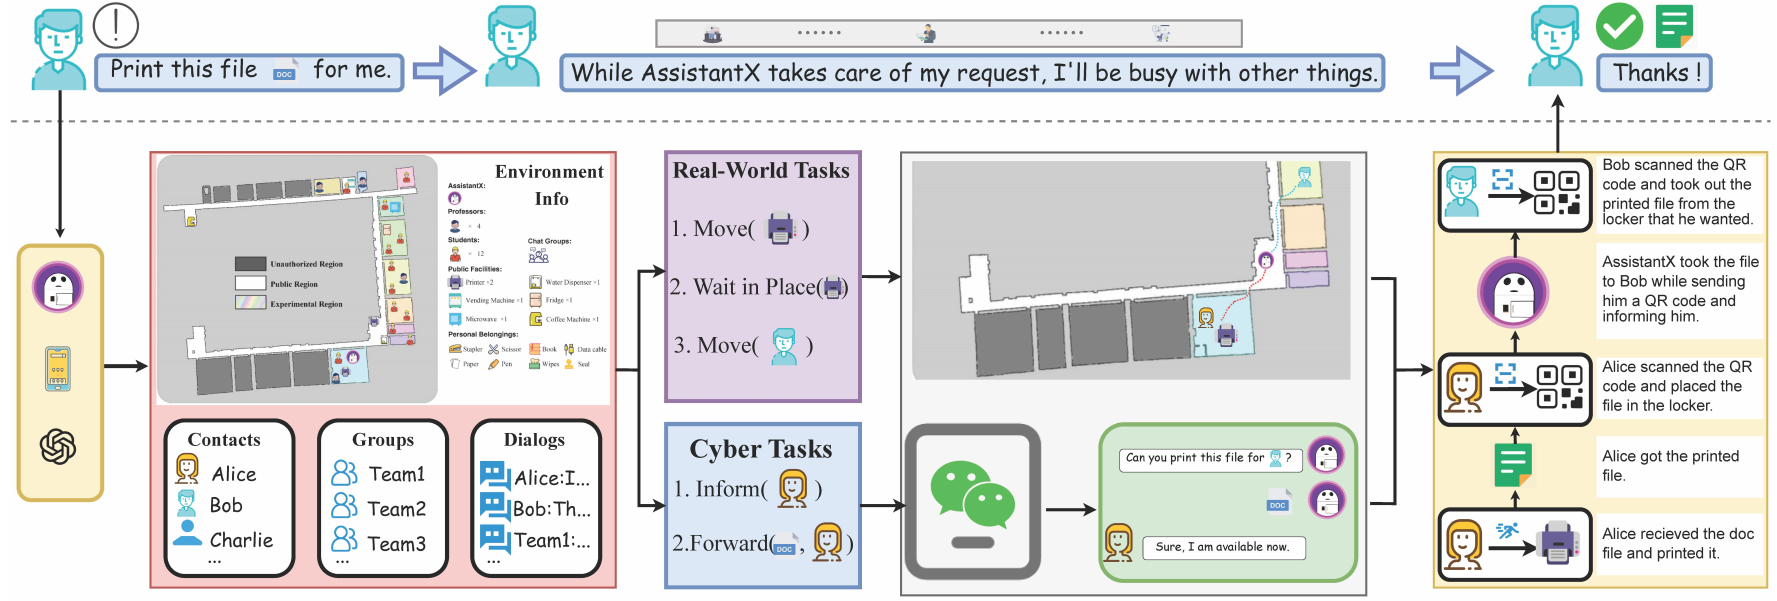 Print this file DOC for me.
While AssistantX takes care of my request, I'll be busy with other things.
Thanks !
Environment
Info
AssistantX:
Professors:
× 4
Students:
× 12
Chat Groups:
Public Facilities:
Printer ×2
Water Dispenser ×1
Vending Machine ×1
Fridge ×1
Microwave ×1
Coffee Machine ×1
Personal Belongings:
Stapler
Scissor
Book
Data cable
Paper
Pen
Wipes
Seal
Unauthorized Region
Public Region
Experimental Region
Contacts
Alice
Bob
Charlie
...
Groups
Team1
Team2
Team3
...
Dialogs
Alice:I...
Bob:Th...
Team1:...
...
Real-World Tasks
1. Move( )
2. Wait in Place( )
3. Move( )
Cyber Tasks
1. Inform( )
2.Forward(DOC, )
Can you print this file for ?
DOC
Sure, I am available now.
Bob scanned the QR
code and took out the
printed file from the
locker that he wanted.
AssistantX took the file
to Bob while sending
him a QR code and
informing him.
Alice scanned the QR
code and placed the
file in the locker.
Alice got the printed
file.
Alice recieved the doc
file and printed it.